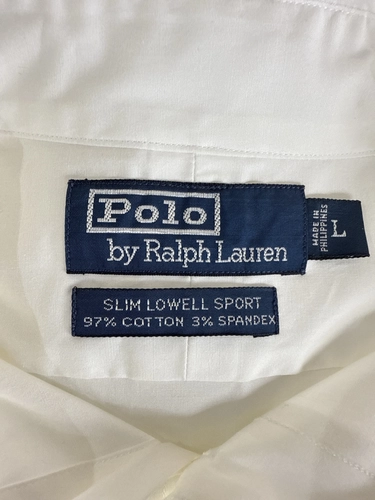 Polo
by Ralph Lauren
MADE IN
PHILIPPINES
L
SLIM LOWELL SPORT
97% COTTON 3% SPANDEX